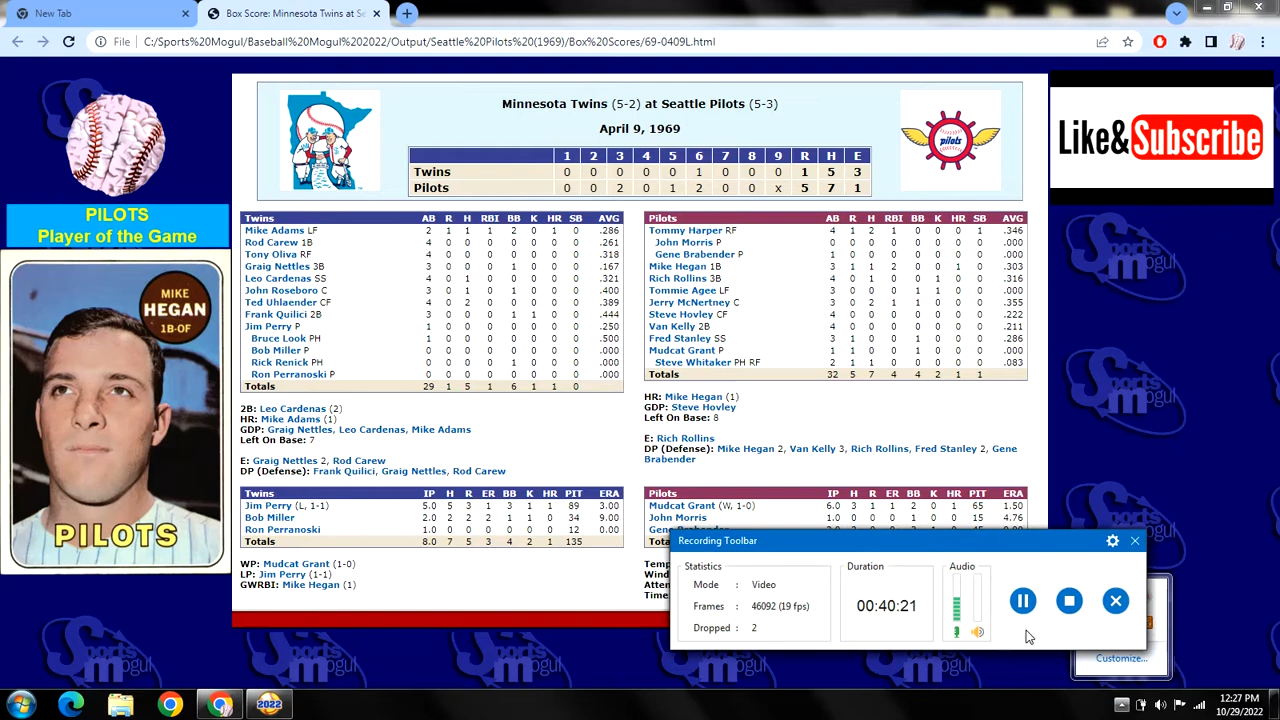 New Tab
Box Score: Minnesota Twins at Se
File C:/Sports%20Mogul/Baseball%20Mogul%202022/Output/Seattle%20Pilots%20(1969)/Box%20Scores/69-0409L.html
Minnesota Twins (5-2) at Seattle Pilots (5-3)
April 9, 1969
1 2 3 4 5 6 7 8 9 R H E
Twins 0 0 0 0 0 1 0 0 0 1 5 3
Pilots 0 0 2 0 1 2 0 0 x 5 7 1
pilots
Like& Subscribe
PILOTS
Player of the Game
MIKE
HEGAN
1B-OF
PILOTS
Twins AB R H RBI BB K HR SB AVG
Mike Adams LF 2 1 1 1 2 0 1 0 .286
Rod Carew 1B 4 0 0 0 0 0 0 0 .261
Tony Oliva RF 4 0 0 0 0 0 0 0 .318
Graig Nettles 3B 3 0 0 0 1 0 0 0 .167
Leo Cardenas SS 4 0 1 0 0 0 0 0 .321
John Roseboro C 3 0 1 0 1 0 0 0 .400
Ted Uhlaender CF 4 0 2 0 0 0 0 0 .389
Frank Quilici 2B 3 0 0 0 1 1 0 0 .444
Jim Perry P 1 0 0 0 0 0 0 0 .250
Bruce Look PH 1 0 0 0 0 0 0 0 .500
Bob Miller P 0 0 0 0 0 0 0 0 .000
Rick Renick PH 0 0 0 0 1 0 0 0 .000
Ron Perranoski P 0 0 0 0 0 0 0 0 .000
Totals 29 1 5 1 6 1 1 0
2B: Leo Cardenas (2)
HR: Mike Adams (1)
GDP: Graig Nettles, Leo Cardenas, Mike Adams
Left On Base: 7
E: Graig Nettles 2, Rod Carew
DP (Defense): Frank Quilici, Graig Nettles, Rod Carew
Twins IP H R ER BB K HR PIT ERA
Jim Perry (L, 1-1) 5.0 5 3 1 3 1 0 89 3.00
Bob Miller 2.0 2 2 2 1 1 1 34 9.00
Ron Perranoski 1.0 0 0 0 0 0 0 12 0.00
Totals 8.0 7 5 3 4 2 1 135
WP: Mudcat Grant (1-0)
LP: Jim Perry (1-1)
GWRBI: Mike Hegan (1)
Pilots AB R H RBI BB K HR SB AVG
Tommy Harper RF 4 1 2 1 0 0 0 1 .346
John Morris P 0 0 0 0 0 0 0 0 .000
Gene Brabender P 1 0 0 0 0 0 0 0 .000
Mike Hegan 1B 3 1 1 2 1 0 1 0 .303
Rich Rollins 3B 4 0 1 0 0 1 0 0 .316
Tommie Agee LF 3 0 0 0 1 1 0 0 .000
Jerry McNertney C 3 0 2 1 1 0 0 0 .355
Steve Hovley CF 4 0 0 0 0 0 0 0 .222
Van Kelly 2B 4 0 0 0 0 0 0 0 .211
Fred Stanley SS 3 1 0 0 1 0 0 0 .286
Mudcat Grant P 1 1 0 0 0 0 0 0 .000
Steve Whitaker PH RF 2 1 1 0 0 0 0 0 .083
Totals 32 5 7 4 4 2 1 1
HR: Mike Hegan (1)
GDP: Steve Hovley
Left On Base: 8
E: Rich Rollins
DP (Defense): Mike Hegan 2, Van Kelly 3, Rich Rollins, Fred Stanley 2, Gene
Brabender
Pilots IP H R ER BB K HR PIT ERA
Mudcat Grant (W, 1-0) 6.0 3 1 1 2 0 1 65 1.50
John Morris 1.0 0 0 0 1 0 0 15 4.76
Recording Toolbar
Statistics
Mode : Video
Frames : 46092 (19 fps)
Dropped : 2
Duration
00:40:21
Audio
Customize...
Sports Mogul
2022
12:27 PM
10/29/2022